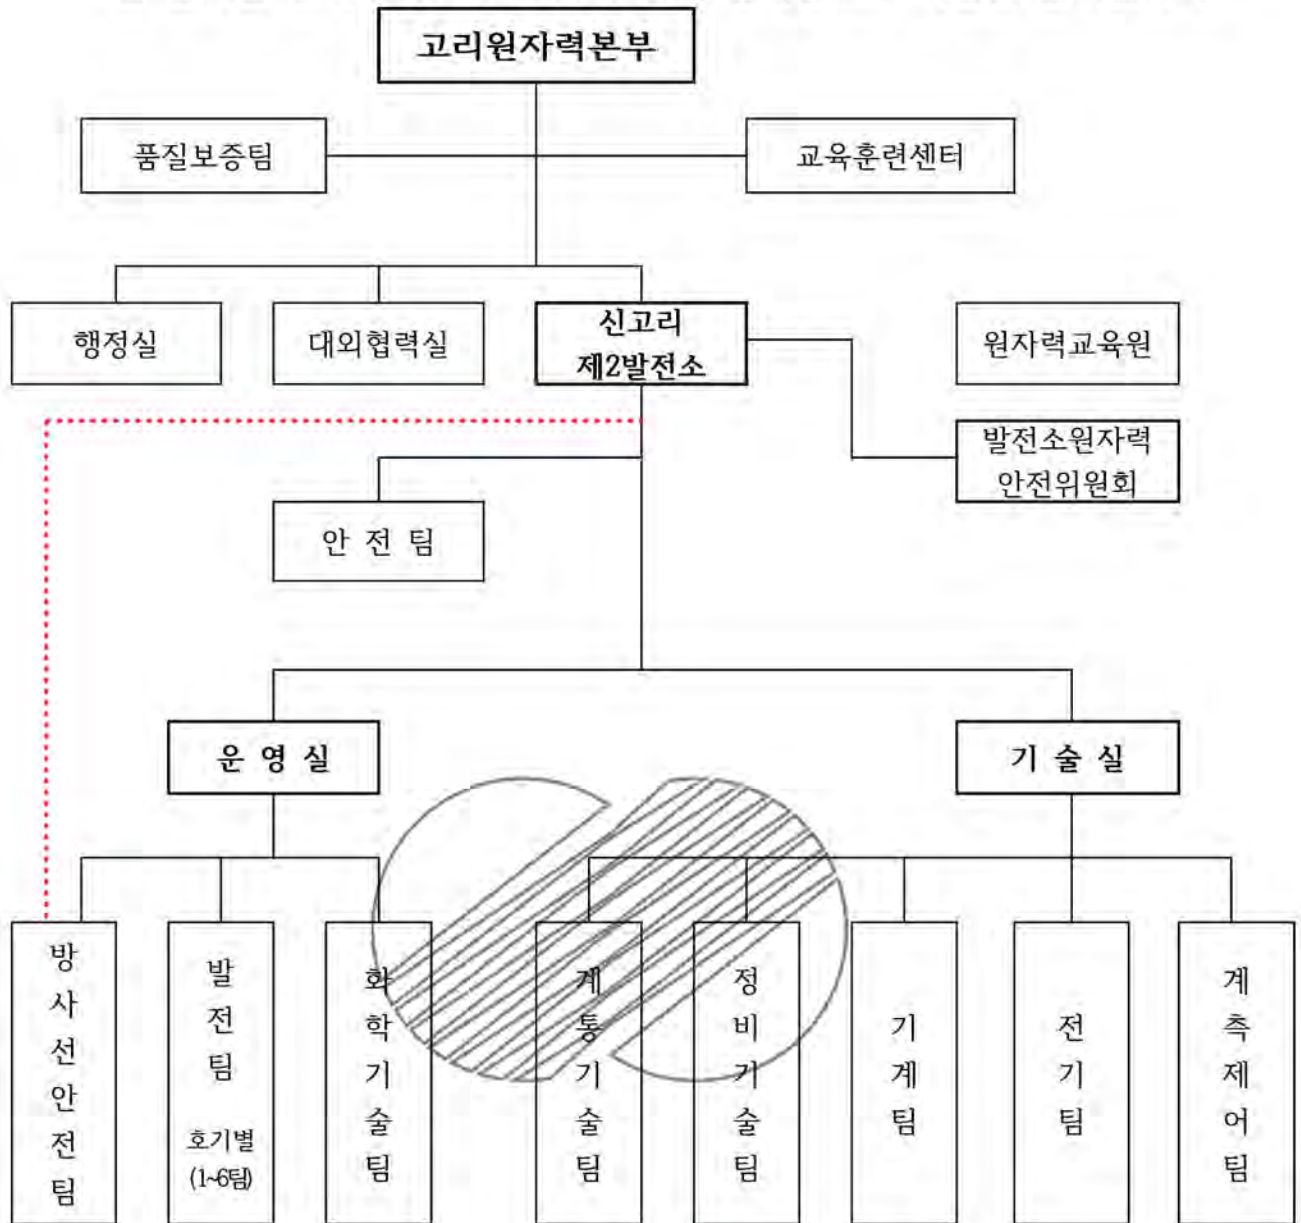 고리원자력본부
품질보증팀
교육훈련센터
행정실
대외협력실
신고리
제2발전소
원자력교육원
발전소원자력
안전위원회
안 전 팀
운 영 실
기 술 실
방사선안전팀
발전팀
호기별
(1~6팀)
화학기술팀
계통기술팀
정비기술팀
기계팀
전기팀
계측제어팀